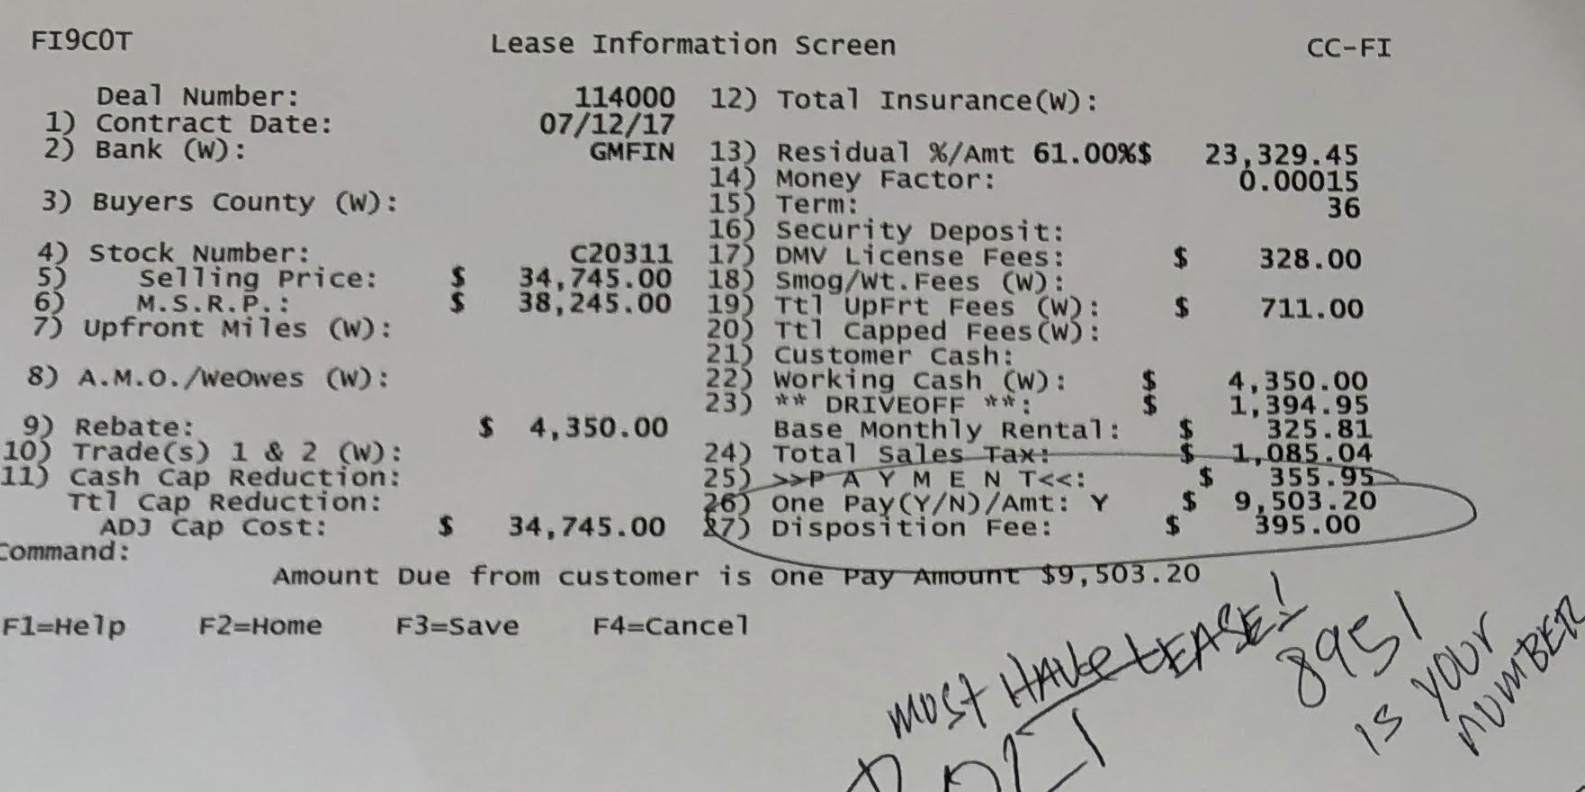 FI9C0T Lease Information Screen CC-FI
Deal Number: 114000 12) Total Insurance(W):
1) Contract Date: 07/12/17
2) Bank (W): GMFIN 13) Residual %/Amt 61.00%$ 23,329.45
14) Money Factor: 0.00015
3) Buyers County (W): 15) Term: 36
16) Security Deposit:
4) Stock Number: C20311 17) DMV License Fees: $ 328.00
5) Selling Price: $ 34,745.00 18) Smog/Wt.Fees (W):
6) M.S.R.P.: $ 38,245.00 19) Ttl UpFrt Fees (W): $ 711.00
7) Upfront Miles (W): 20) Ttl Capped Fees(W):
21) Customer Cash:
8) A.M.O./WeOwes (W): 22) Working Cash (W): $ 4,350.00
23) ** DRIVEOFF **: $ 1,394.95
9) Rebate: $ 4,350.00 Base Monthly Rental: $ 325.81
10) Trade(s) 1 & 2 (W): 24) Total Sales Tax: $ 1,085.04
11) Cash Cap Reduction: 25) >>P A Y M E N T<<: $ 355.95
Ttl Cap Reduction: 26) One Pay(Y/N)/Amt: Y $ 9,503.20
ADJ Cap Cost: $ 34,745.00 27) Disposition Fee: $ 395.00
Command:
Amount Due from customer is One Pay Amount $9,503.20
F1=Help F2=Home F3=Save F4=Cancel
MOST HAVE LEASE!
8951
IS YOUR
NUMBER